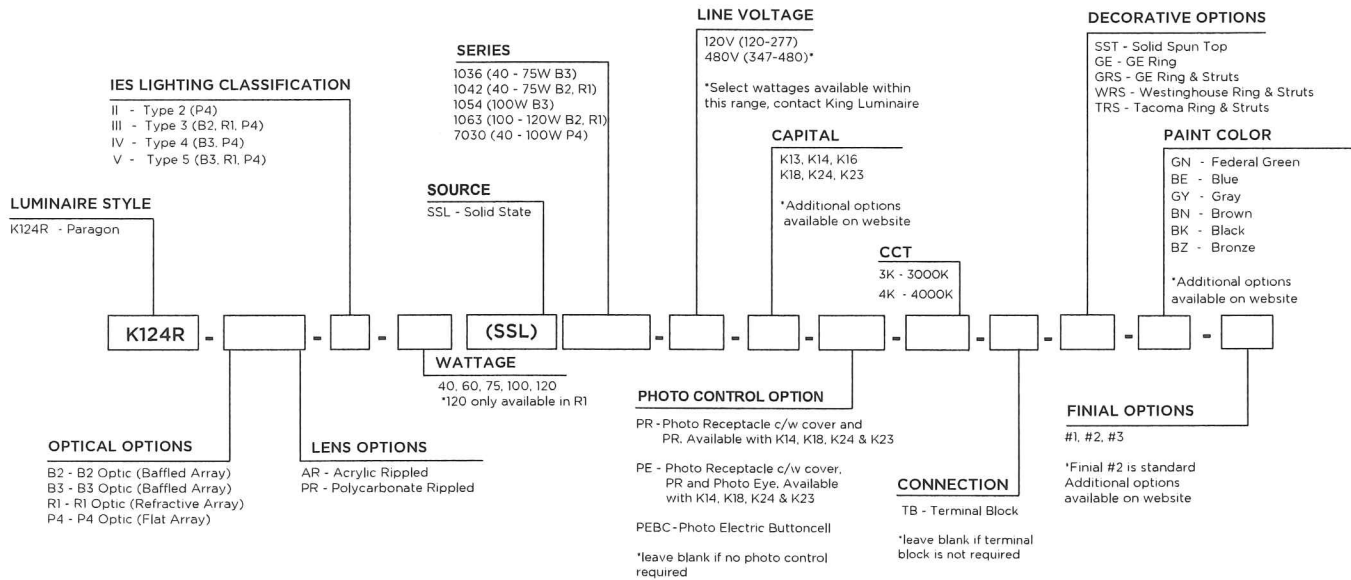 LINE VOLTAGE
120V (120-277)
480V (347-480)*
*Select wattages available within
this range, contact King Luminaire
DECORATIVE OPTIONS
SST - Solid Spun Top
GE - GE Ring
GRS - GE Ring & Struts
WRS - Westinghouse Ring & Struts
TRS - Tacoma Ring & Struts
SERIES
1036 (40 - 75W B3)
1042 (40 - 75W B2, R1)
1054 (100W B3)
1063 (100 - 120W B2, R1)
7030 (40 - 100W P4)
IES LIGHTING CLASSIFICATION
II - Type 2 (P4)
III - Type 3 (B2, R1, P4)
IV - Type 4 (B3, P4)
V - Type 5 (B3, R1, P4)
CAPITAL
K13, K14, K16
K18, K24, K23
*Additional options
available on website
PAINT COLOR
GN - Federal Green
BE - Blue
GY - Gray
BN - Brown
BK - Black
BZ - Bronze
*Additional options
available on website
SOURCE
SSL - Solid State
LUMINAIRE STYLE
K124R - Paragon
CCT
3K - 3000K
4K - 4000K
K124R - - - (SSL) - - - - - - - -
WATTAGE
40, 60, 75, 100, 120
*120 only available in R1
OPTICAL OPTIONS
B2 - B2 Optic (Baffled Array)
B3 - B3 Optic (Baffled Array)
R1 - R1 Optic (Refractive Array)
P4 - P4 Optic (Flat Array)
LENS OPTIONS
AR - Acrylic Rippled
PR - Polycarbonate Rippled
PHOTO CONTROL OPTION
PR - Photo Receptacle c/w cover and
PR. Available with K14, K18, K24 & K23
PE - Photo Receptacle c/w cover,
PR and Photo Eye, Available
with K14, K18, K24 & K23
PEBC - Photo Electric Buttoncell
*leave blank if no photo control
required
CONNECTION
TB - Terminal Block
*leave blank if terminal
block is not required
FINIAL OPTIONS
#1, #2, #3
*Finial #2 is standard
Additional options
available on website